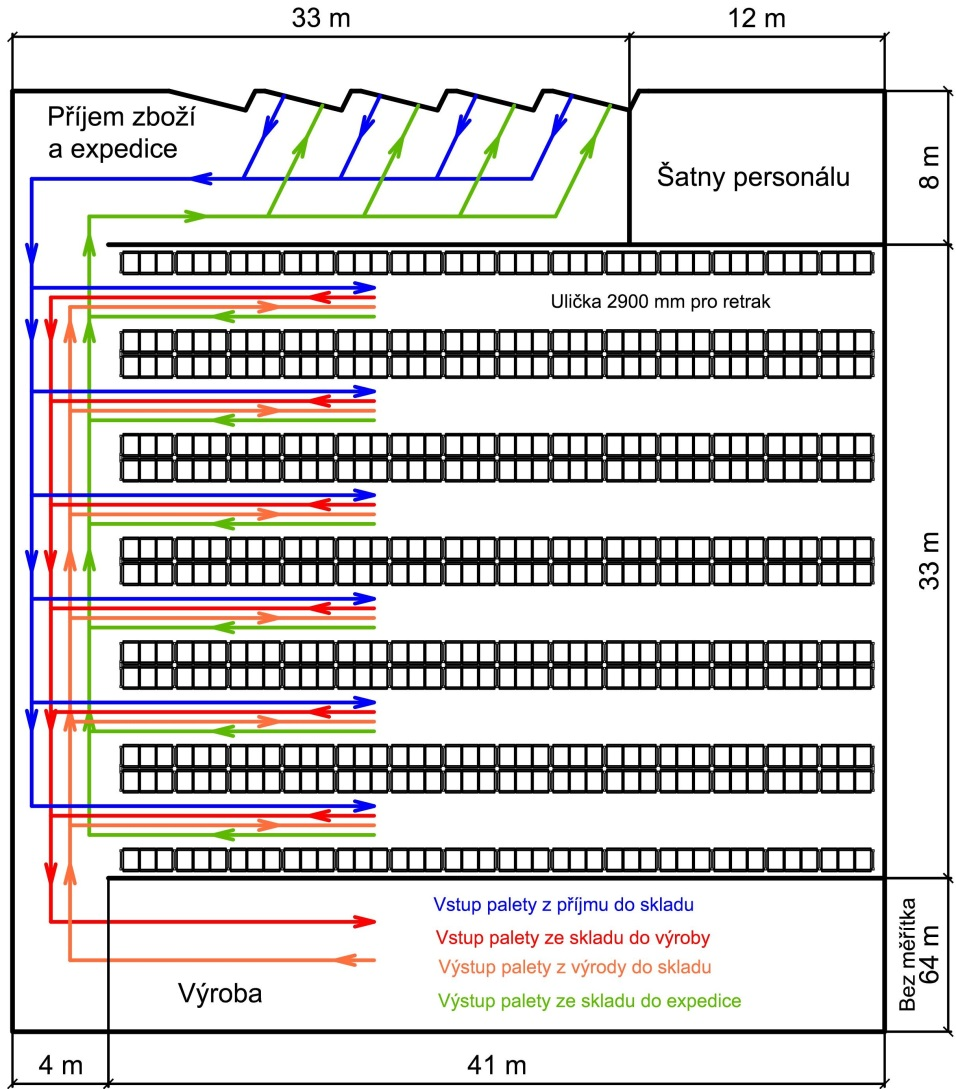 33 m
12 m
Příjem zboží
a expedice
Šatny personálu
8 m
Ulička 2900 mm pro retrak
33 m
Vstup palety z příjmu do skladu
Vstup palety ze skladu do výroby
Výstup palety z výrody do skladu
Výstup palety ze skladu do expedice
Výroba
Bez měřítka
64 m
4 m
41 m